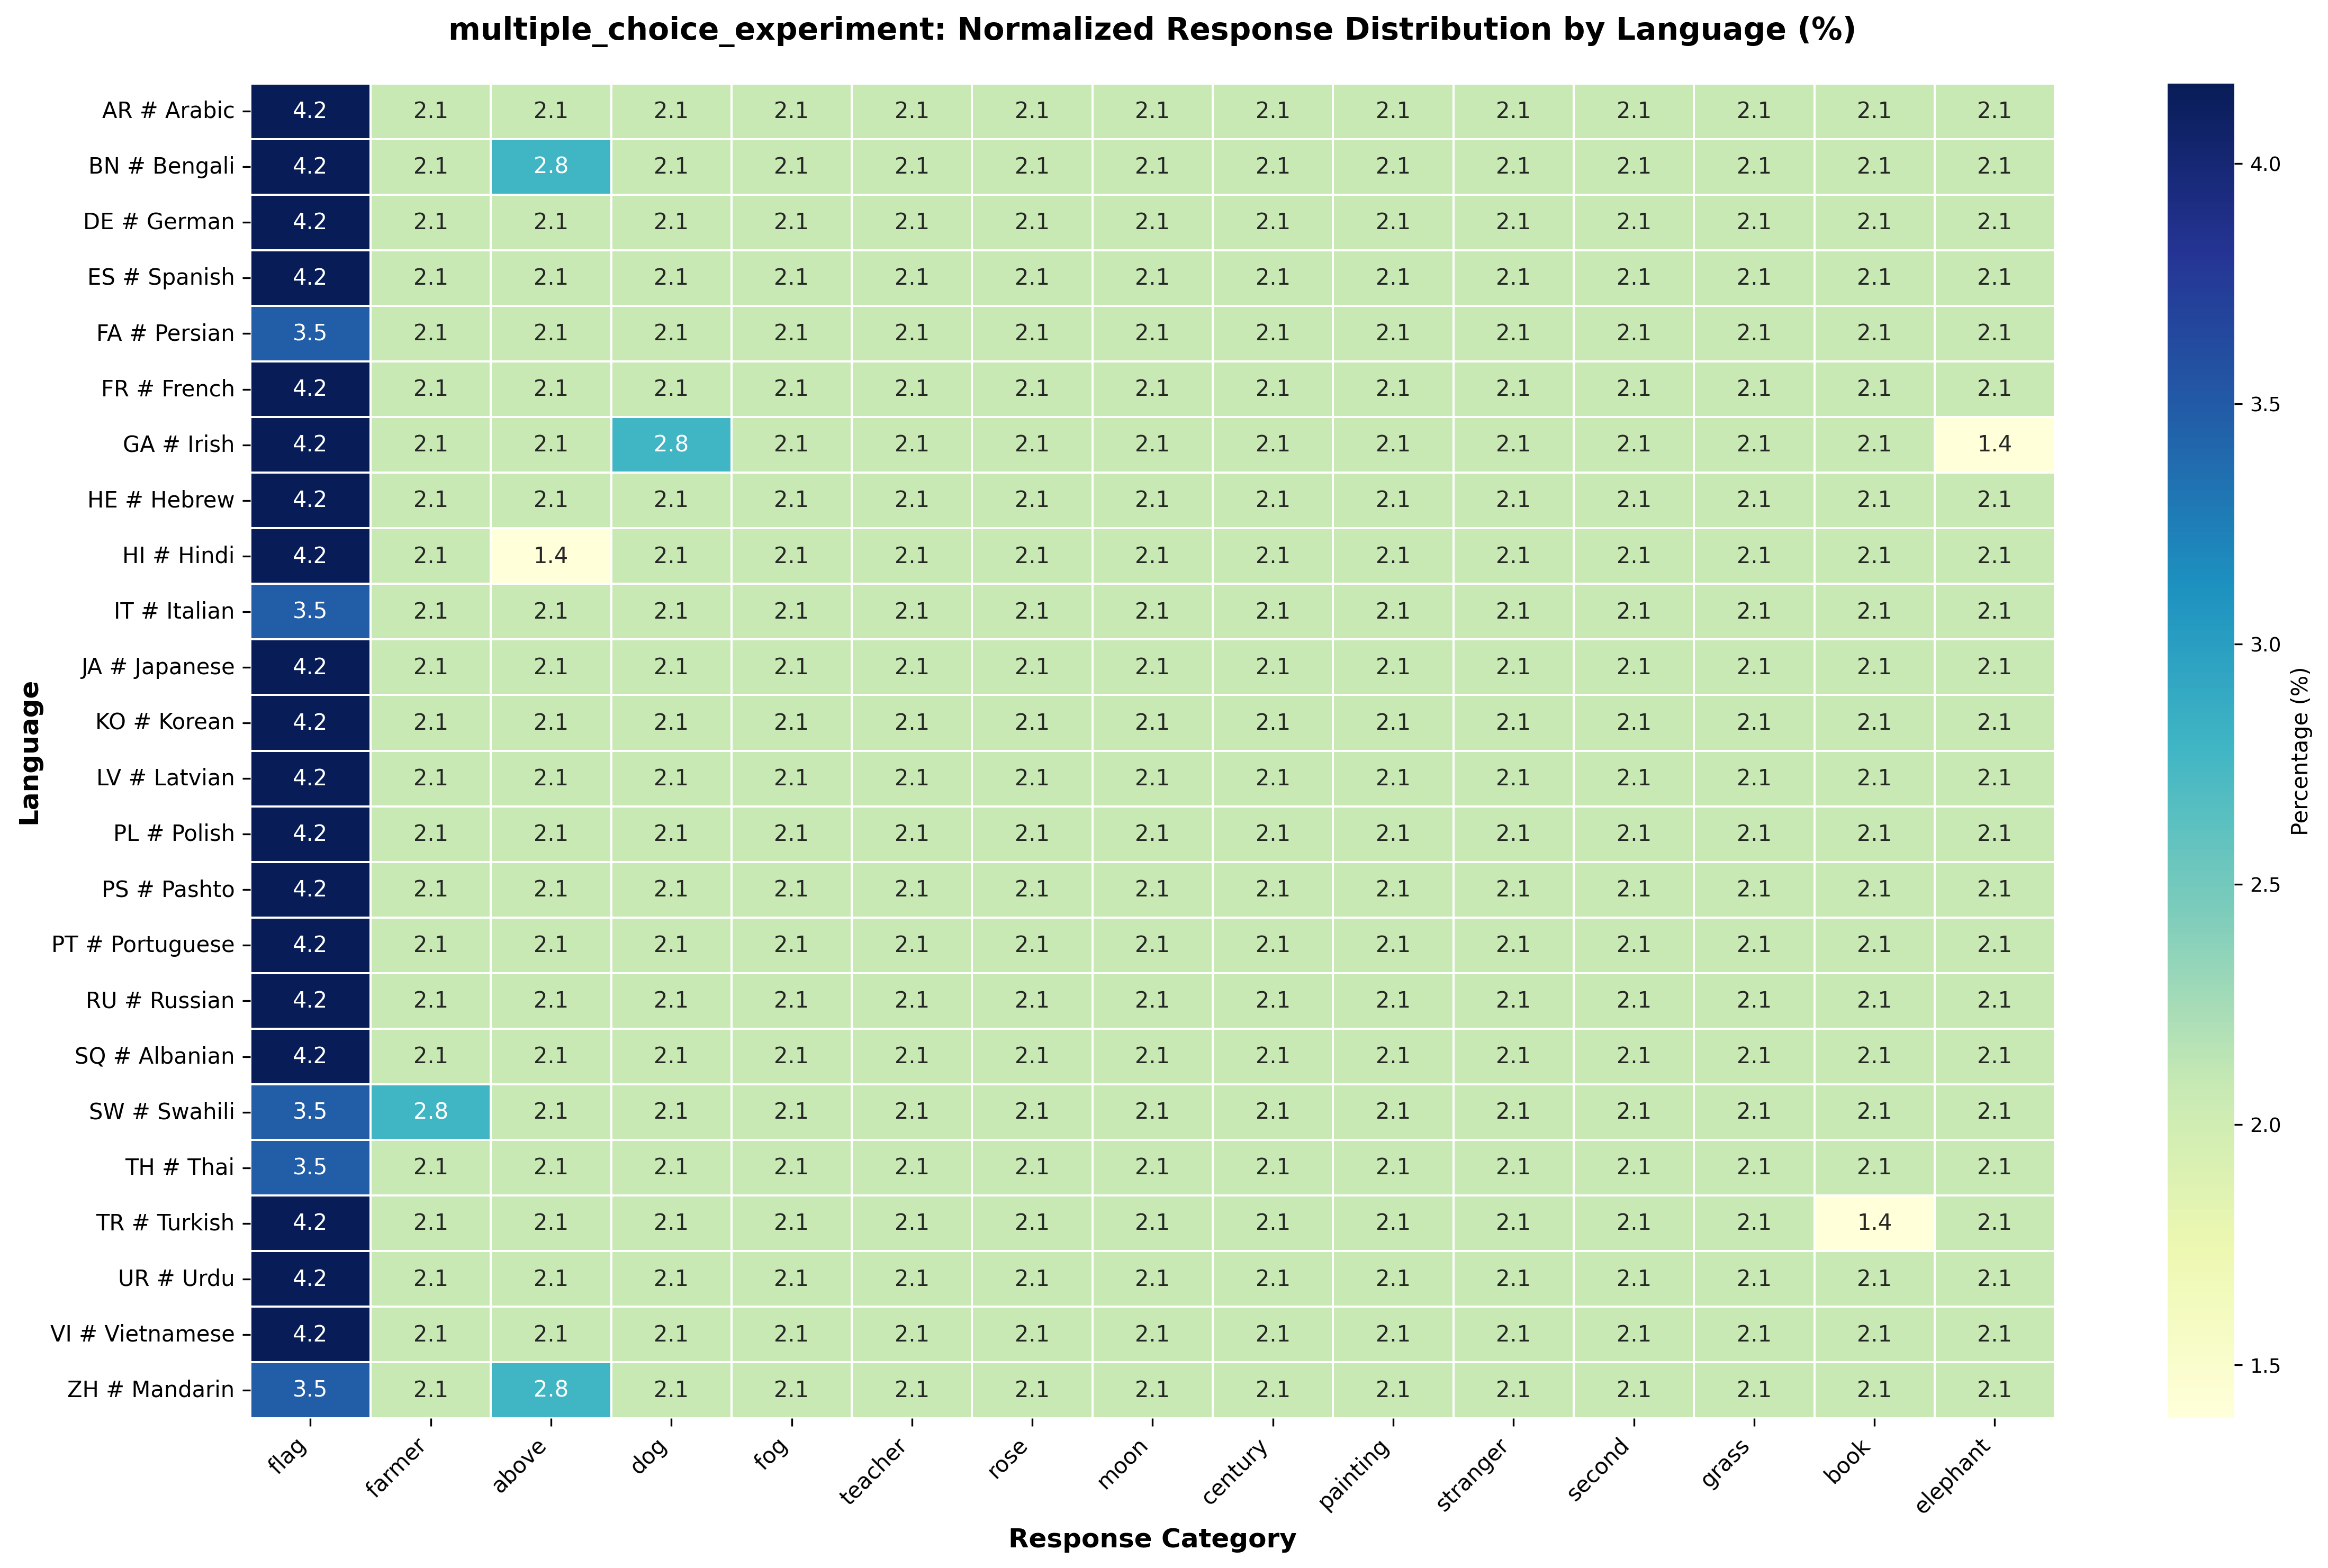 multiple_choice_experiment: Normalized Response Distribution by Language (%)
AR # Arabic 4.2 2.1 2.1 2.1 2.1 2.1 2.1 2.1 2.1 2.1 2.1 2.1 2.1 2.1 2.1
BN # Bengali 4.2 2.1 2.8 2.1 2.1 2.1 2.1 2.1 2.1 2.1 2.1 2.1 2.1 2.1 2.1
DE # German 4.2 2.1 2.1 2.1 2.1 2.1 2.1 2.1 2.1 2.1 2.1 2.1 2.1 2.1 2.1
ES # Spanish 4.2 2.1 2.1 2.1 2.1 2.1 2.1 2.1 2.1 2.1 2.1 2.1 2.1 2.1 2.1
FA # Persian 3.5 2.1 2.1 2.1 2.1 2.1 2.1 2.1 2.1 2.1 2.1 2.1 2.1 2.1 2.1
FR # French 4.2 2.1 2.1 2.1 2.1 2.1 2.1 2.1 2.1 2.1 2.1 2.1 2.1 2.1 2.1
GA # Irish 4.2 2.1 2.1 2.8 2.1 2.1 2.1 2.1 2.1 2.1 2.1 2.1 2.1 2.1 1.4
HE # Hebrew 4.2 2.1 2.1 2.1 2.1 2.1 2.1 2.1 2.1 2.1 2.1 2.1 2.1 2.1 2.1
HI # Hindi 4.2 2.1 1.4 2.1 2.1 2.1 2.1 2.1 2.1 2.1 2.1 2.1 2.1 2.1 2.1
IT # Italian 3.5 2.1 2.1 2.1 2.1 2.1 2.1 2.1 2.1 2.1 2.1 2.1 2.1 2.1 2.1
JA # Japanese 4.2 2.1 2.1 2.1 2.1 2.1 2.1 2.1 2.1 2.1 2.1 2.1 2.1 2.1 2.1
KO # Korean 4.2 2.1 2.1 2.1 2.1 2.1 2.1 2.1 2.1 2.1 2.1 2.1 2.1 2.1 2.1
LV # Latvian 4.2 2.1 2.1 2.1 2.1 2.1 2.1 2.1 2.1 2.1 2.1 2.1 2.1 2.1 2.1
PL # Polish 4.2 2.1 2.1 2.1 2.1 2.1 2.1 2.1 2.1 2.1 2.1 2.1 2.1 2.1 2.1
PS # Pashto 4.2 2.1 2.1 2.1 2.1 2.1 2.1 2.1 2.1 2.1 2.1 2.1 2.1 2.1 2.1
PT # Portuguese 4.2 2.1 2.1 2.1 2.1 2.1 2.1 2.1 2.1 2.1 2.1 2.1 2.1 2.1 2.1
RU # Russian 4.2 2.1 2.1 2.1 2.1 2.1 2.1 2.1 2.1 2.1 2.1 2.1 2.1 2.1 2.1
SQ # Albanian 4.2 2.1 2.1 2.1 2.1 2.1 2.1 2.1 2.1 2.1 2.1 2.1 2.1 2.1 2.1
SW # Swahili 3.5 2.8 2.1 2.1 2.1 2.1 2.1 2.1 2.1 2.1 2.1 2.1 2.1 2.1 2.1
TH # Thai 3.5 2.1 2.1 2.1 2.1 2.1 2.1 2.1 2.1 2.1 2.1 2.1 2.1 2.1 2.1
TR # Turkish 4.2 2.1 2.1 2.1 2.1 2.1 2.1 2.1 2.1 2.1 2.1 2.1 2.1 1.4 2.1
UR # Urdu 4.2 2.1 2.1 2.1 2.1 2.1 2.1 2.1 2.1 2.1 2.1 2.1 2.1 2.1 2.1
VI # Vietnamese 4.2 2.1 2.1 2.1 2.1 2.1 2.1 2.1 2.1 2.1 2.1 2.1 2.1 2.1 2.1
ZH # Mandarin 3.5 2.1 2.8 2.1 2.1 2.1 2.1 2.1 2.1 2.1 2.1 2.1 2.1 2.1 2.1
flag farmer above dog fog teacher rose moon century painting stranger second grass book elephant
Response Category
Language
4.0
3.5
3.0
2.5
2.0
1.5
Percentage (%)